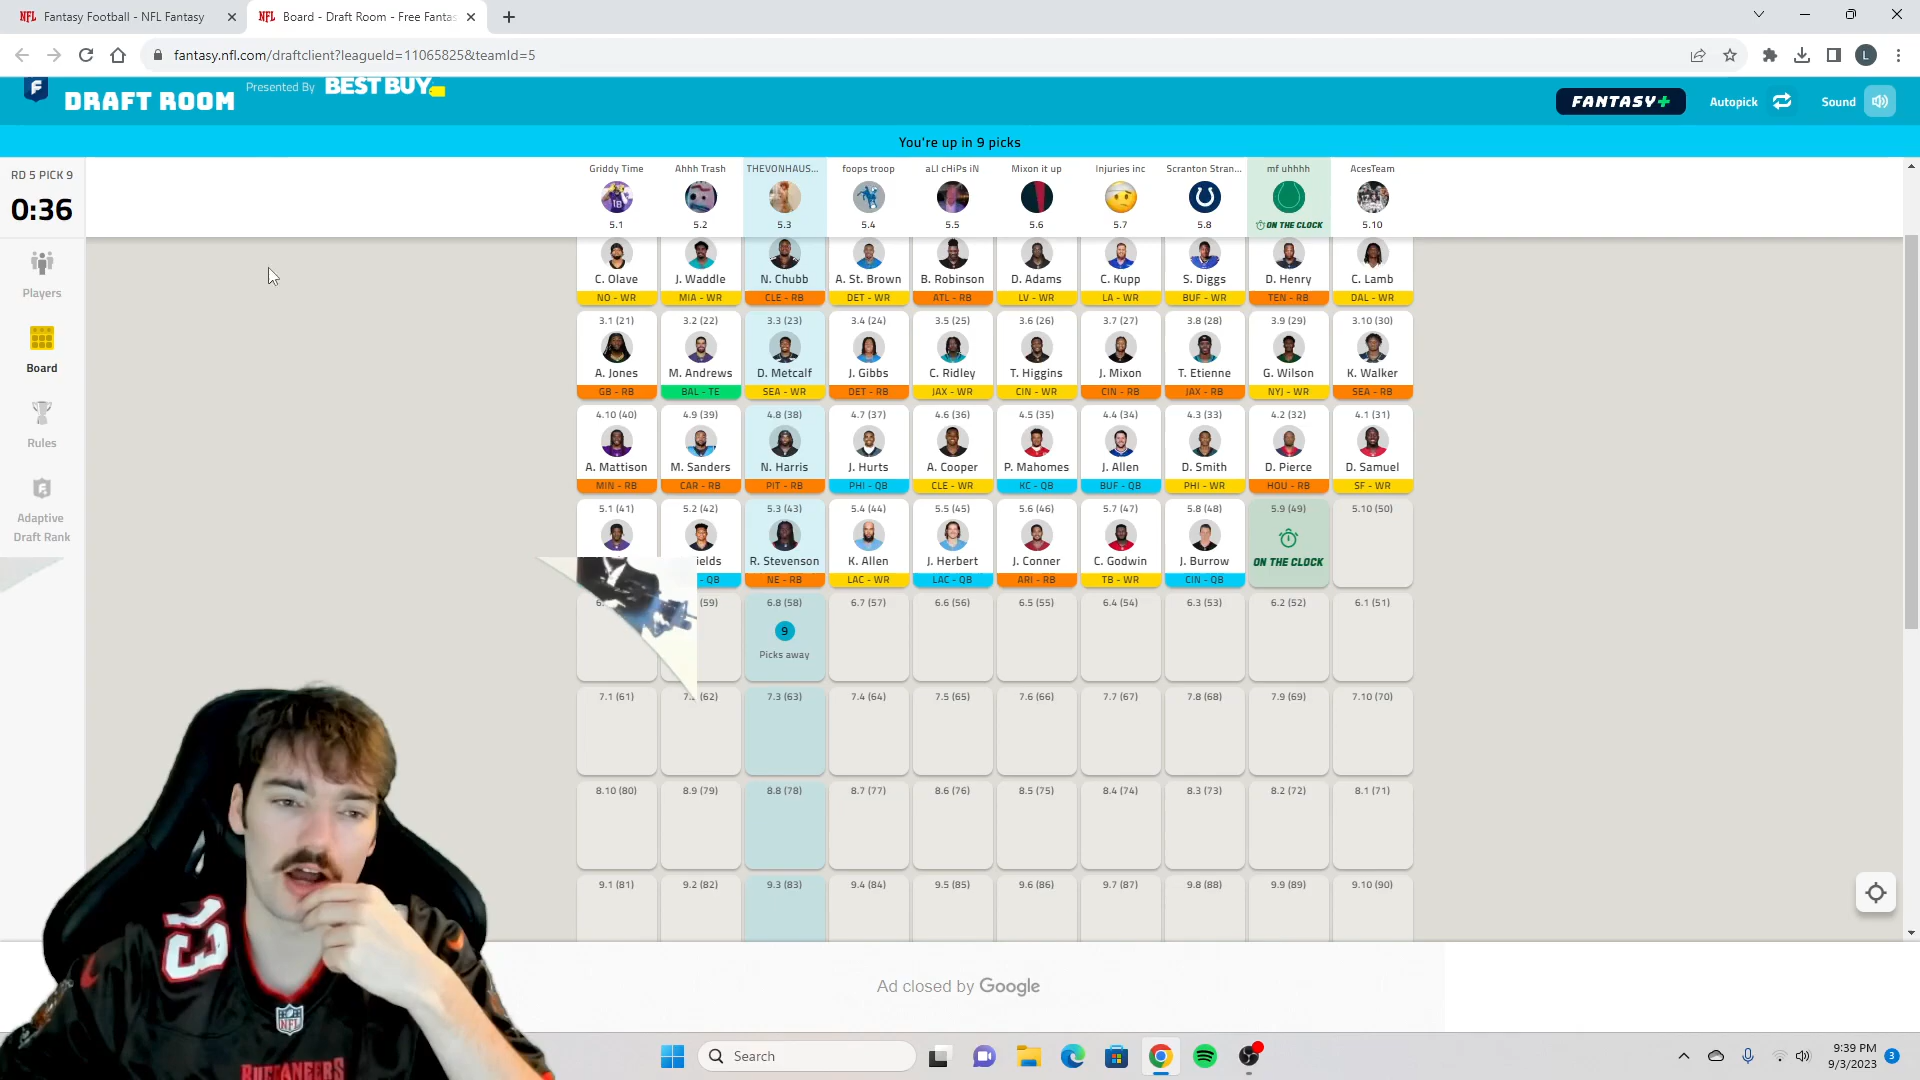 Fantasy Football - NFL Fantasy
Board - Draft Room - Free Fantas
fantasy.nfl.com/draftclient?leagueId=11065825&teamId=5
L
DRAFT ROOM
Presented By
BEST BUY
FANTASY+
Autopick
Sound
You're up in 9 picks
RD 5 PICK 9
0:36
Players
Board
Rules
Adaptive
Draft Rank
Griddy Time Ahhh Trash THEVONHAUS... foops troop aLl cHiPs iN Mixon it up Injuries inc Scranton Stran... mf uhhhh AcesTeam
5.1 5.2 5.3 5.4 5.5 5.6 5.7 5.8 ON THE CLOCK 5.10
C. Olave J. Waddle N. Chubb A. St. Brown B. Robinson D. Adams C. Kupp S. Diggs D. Henry C. Lamb
NO - WR MIA - WR CLE - RB DET - WR ATL - RB LV - WR LA - WR BUF - WR TEN - RB DAL - WR
3.1 (21) 3.2 (22) 3.3 (23) 3.4 (24) 3.5 (25) 3.6 (26) 3.7 (27) 3.8 (28) 3.9 (29) 3.10 (30)
A. Jones M. Andrews D. Metcalf J. Gibbs C. Ridley T. Higgins J. Mixon T. Etienne G. Wilson K. Walker
GB - RB BAL - TE SEA - WR DET - RB JAX - WR CIN - WR CIN - RB JAX - RB NYJ - WR SEA - RB
4.10 (40) 4.9 (39) 4.8 (38) 4.7 (37) 4.6 (36) 4.5 (35) 4.4 (34) 4.3 (33) 4.2 (32) 4.1 (31)
A. Mattison M. Sanders N. Harris J. Hurts A. Cooper P. Mahomes J. Allen D. Smith D. Pierce D. Samuel
MIN - RB CAR - RB PIT - RB PHI - QB CLE - WR KC - QB BUF - QB PHI - WR HOU - RB SF - WR
5.1 (41) 5.2 (42) 5.3 (43) 5.4 (44) 5.5 (45) 5.6 (46) 5.7 (47) 5.8 (48) 5.9 (49) 5.10 (50)
ields R. Stevenson K. Allen J. Herbert J. Conner C. Godwin J. Burrow ON THE CLOCK
- QB NE - RB LAC - WR LAC - QB ARI - RB TB - WR CIN - QB
(59) 6.8 (58) 6.7 (57) 6.6 (56) 6.5 (55) 6.4 (54) 6.3 (53) 6.2 (52) 6.1 (51)
9
Picks away
7.1 (61) (62) 7.3 (63) 7.4 (64) 7.5 (65) 7.6 (66) 7.7 (67) 7.8 (68) 7.9 (69) 7.10 (70)
8.10 (80) 8.9 (79) 8.8 (78) 8.7 (77) 8.6 (76) 8.5 (75) 8.4 (74) 8.3 (73) 8.2 (72) 8.1 (71)
9.1 (81) 9.2 (82) 9.3 (83) 9.4 (84) 9.5 (85) 9.6 (86) 9.7 (87) 9.8 (88) 9.9 (89) 9.10 (90)
NFL
BUCCANEERS
Ad closed by Google
Search
9:39 PM
9/3/2023
3